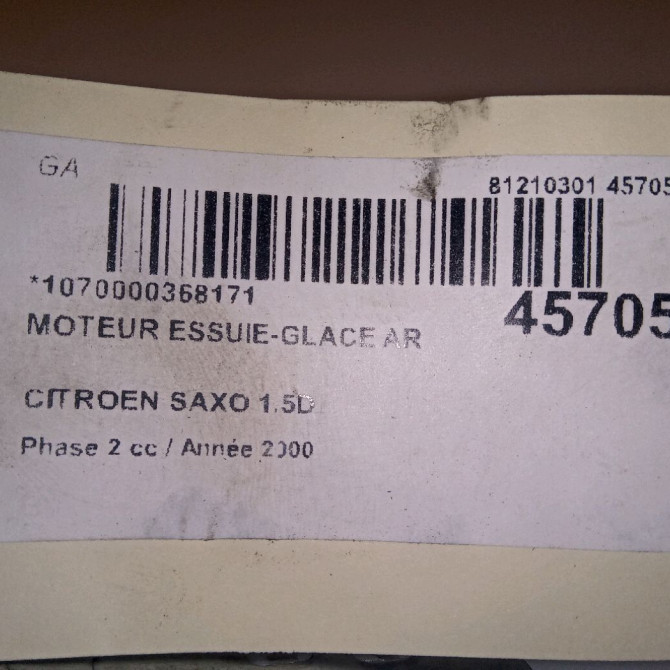 GA
81210301 45705
*1070000368171
45705
MOTEUR ESSUIE-GLACE AR
CITROEN SAXO 1.5D
Phase 2 cc / Année 2000